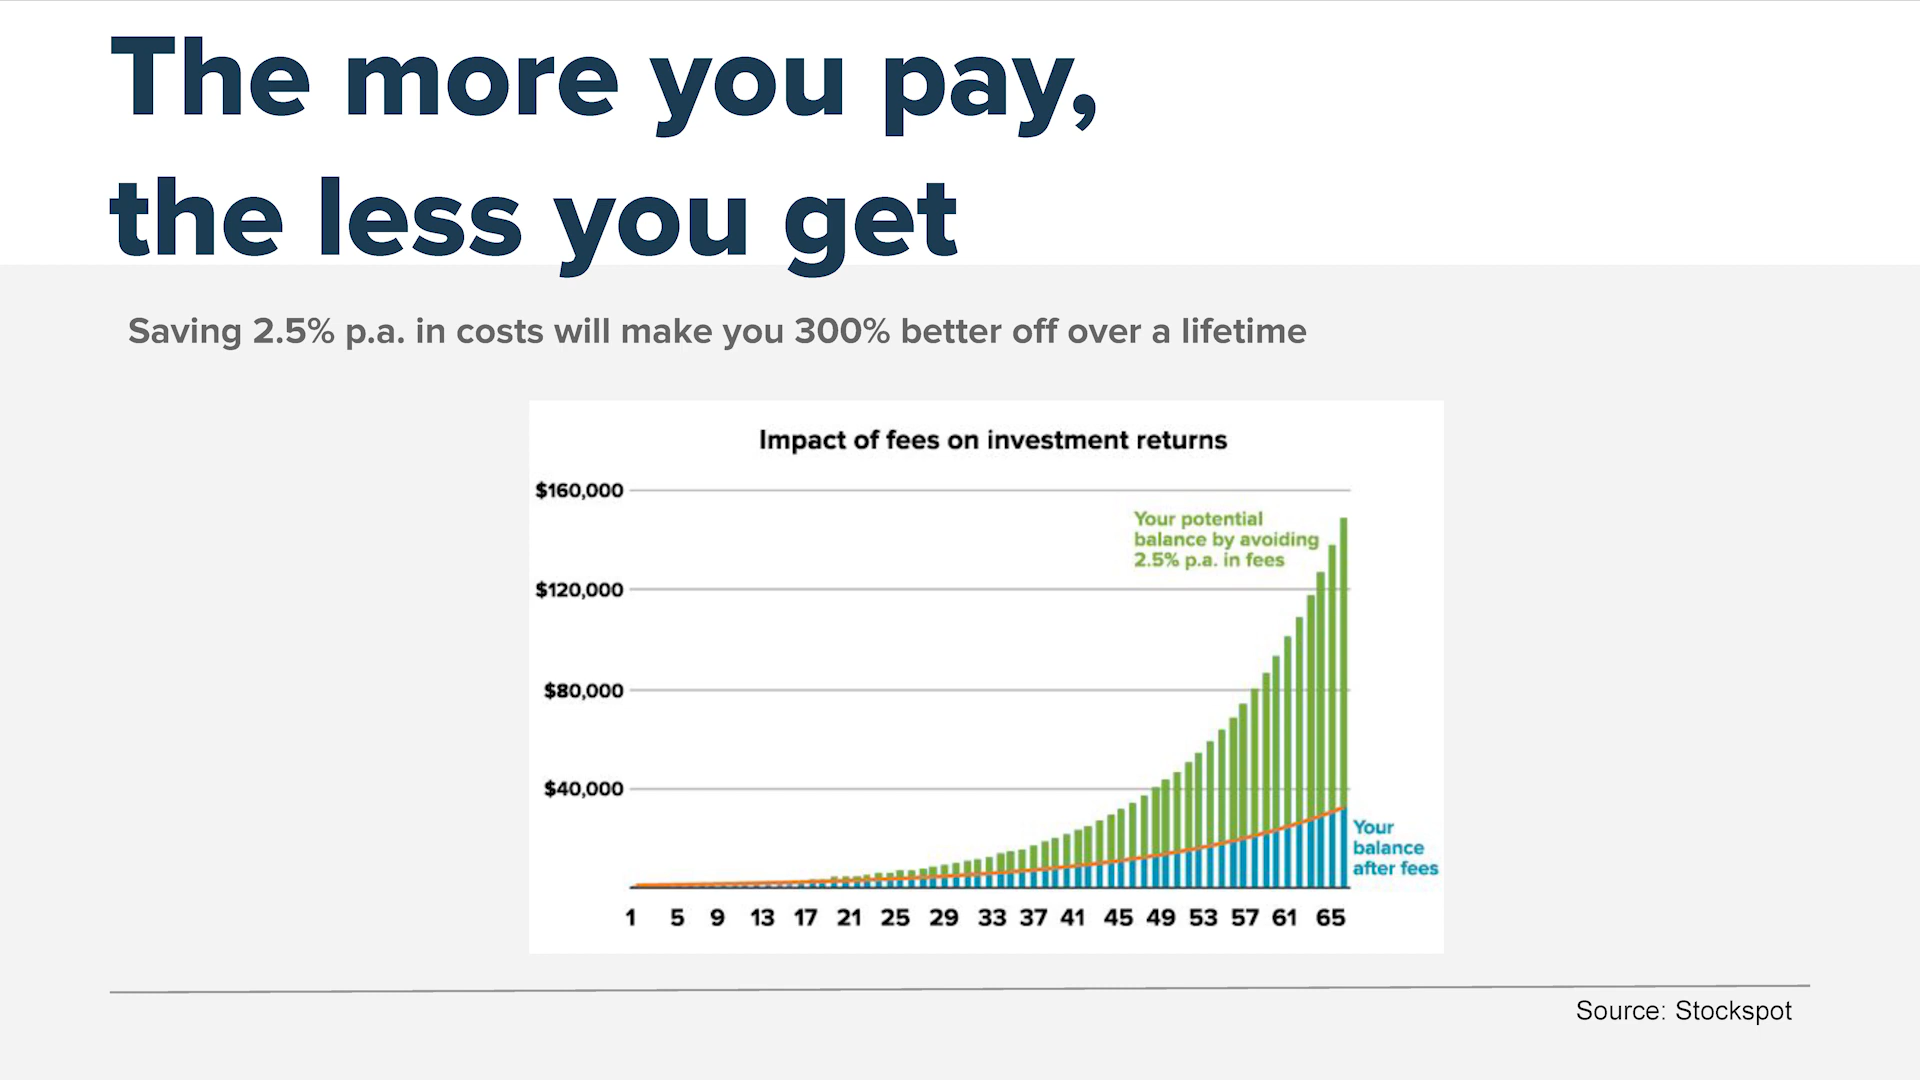 The more you pay,
the less you get
Saving 2.5% p.a. in costs will make you 300% better off over a lifetime
Impact of fees on investment returns
$160,000
Your potential
balance by avoiding
2.5% p.a. in fees
$120,000
$80,000
$40,000
Your
balance
after fees
1 5 9 13 17 21 25 29 33 37 41 45 49 53 57 61 65
Source: Stockspot